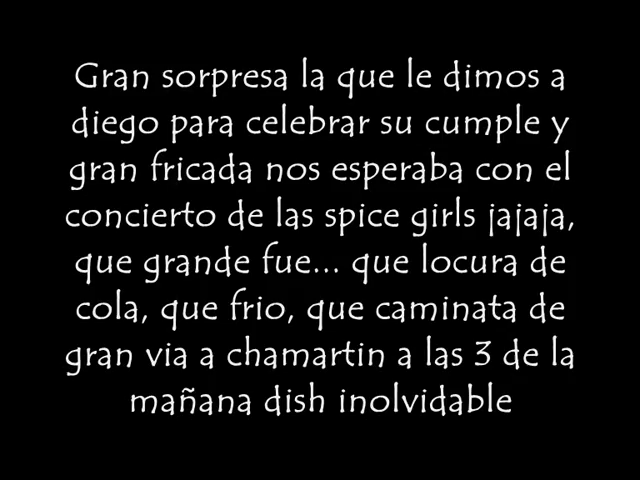 Gran sorpresa la que le dimos a
diego para celebrar su cumple y
gran fricada nos esperaba con el
concierto de las spice girls jajaja,
que grande fue... que locura de
cola, que frio, que caminata de
gran via a chamartin a las 3 de la
mañana dish inolvidable